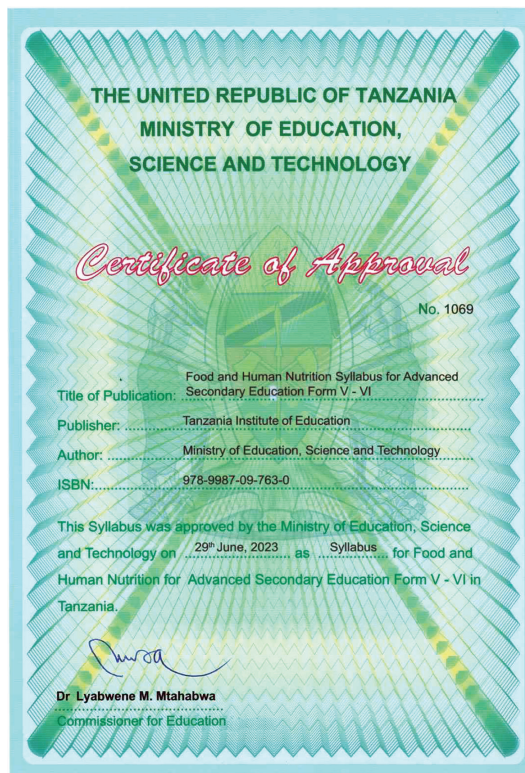 THE UNITED REPUBLIC OF TANZANIA
MINISTRY OF EDUCATION,
SCIENCE AND TECHNOLOGY
Certificate of Approval
No. 1069
Title of Publication: Food and Human Nutrition Syllabus for Advanced
Secondary Education Form V - VI
Publisher: Tanzania Institute of Education
Author: Ministry of Education, Science and Technology
ISBN: 978-9987-09-763-0
This Syllabus was approved by the Ministry of Education, Science
and Technology on 29th June, 2023 as Syllabus for Food and
Human Nutrition for Advanced Secondary Education Form V - VI in
Tanzania.
Dr Lyabwene M. Mtahabwa
Commissioner for Education